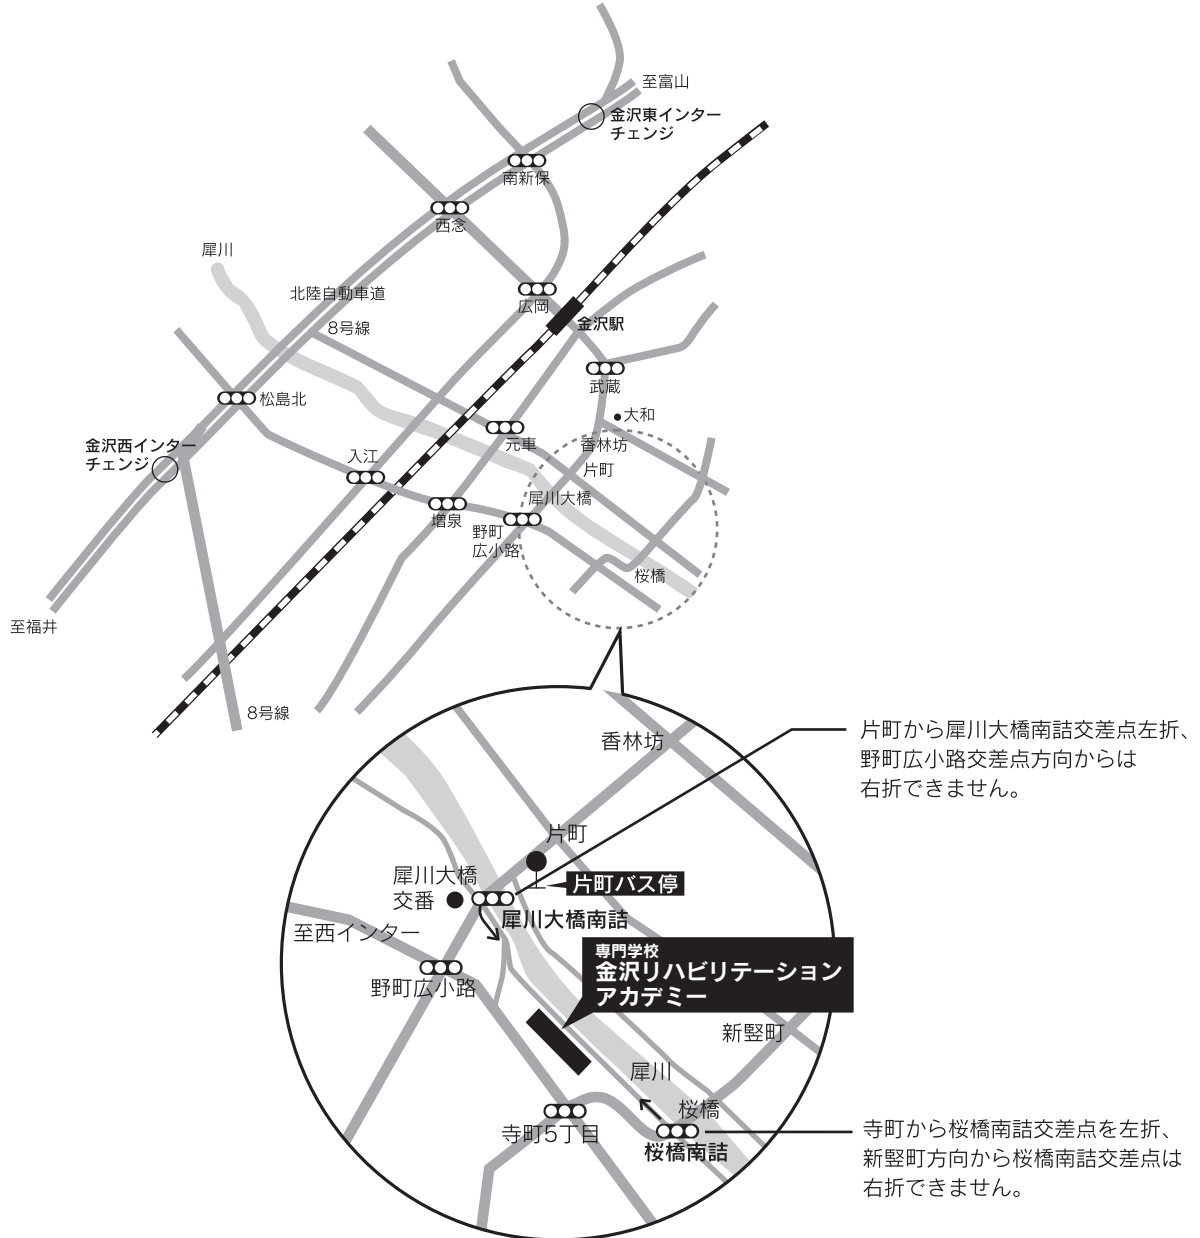 至富山
金沢東インター
チェンジ
南新保
西念
犀川
北陸自動車道
広岡
8号線
金沢駅
武蔵
松島北
大和
金沢西インター
チェンジ
元車
香林坊
入江
片町
犀川大橋
増泉
野町
広小路
桜橋
至福井
8号線
香林坊
片町から犀川大橋南詰交差点左折、
野町広小路交差点方向からは
右折できません。
片町
犀川大橋
交番
片町バス停
犀川大橋南詰
至西インター
専門学校
金沢リハビリテーション
アカデミー
野町広小路
新竪町
犀川
桜橋
寺町5丁目
桜橋南詰
寺町から桜橋南詰交差点を左折、
新竪町方向から桜橋南詰交差点は
右折できません。